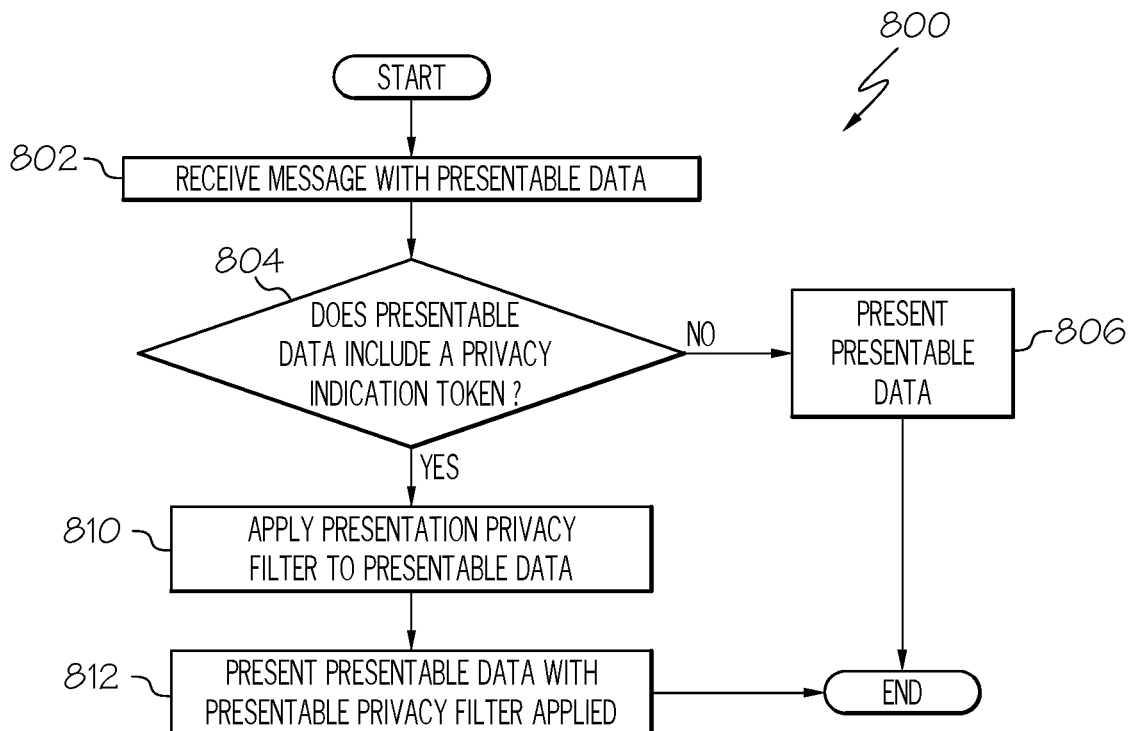 800
START
802
RECEIVE MESSAGE WITH PRESENTABLE DATA
804
DOES PRESENTABLE
DATA INCLUDE A PRIVACY
INDICATION TOKEN?
NO
PRESENT
PRESENTABLE
DATA
806
YES
810
APPLY PRESENTATION PRIVACY
FILTER TO PRESENTABLE DATA
812
PRESENT PRESENTABLE DATA WITH
PRESENTABLE PRIVACY FILTER APPLIED
END